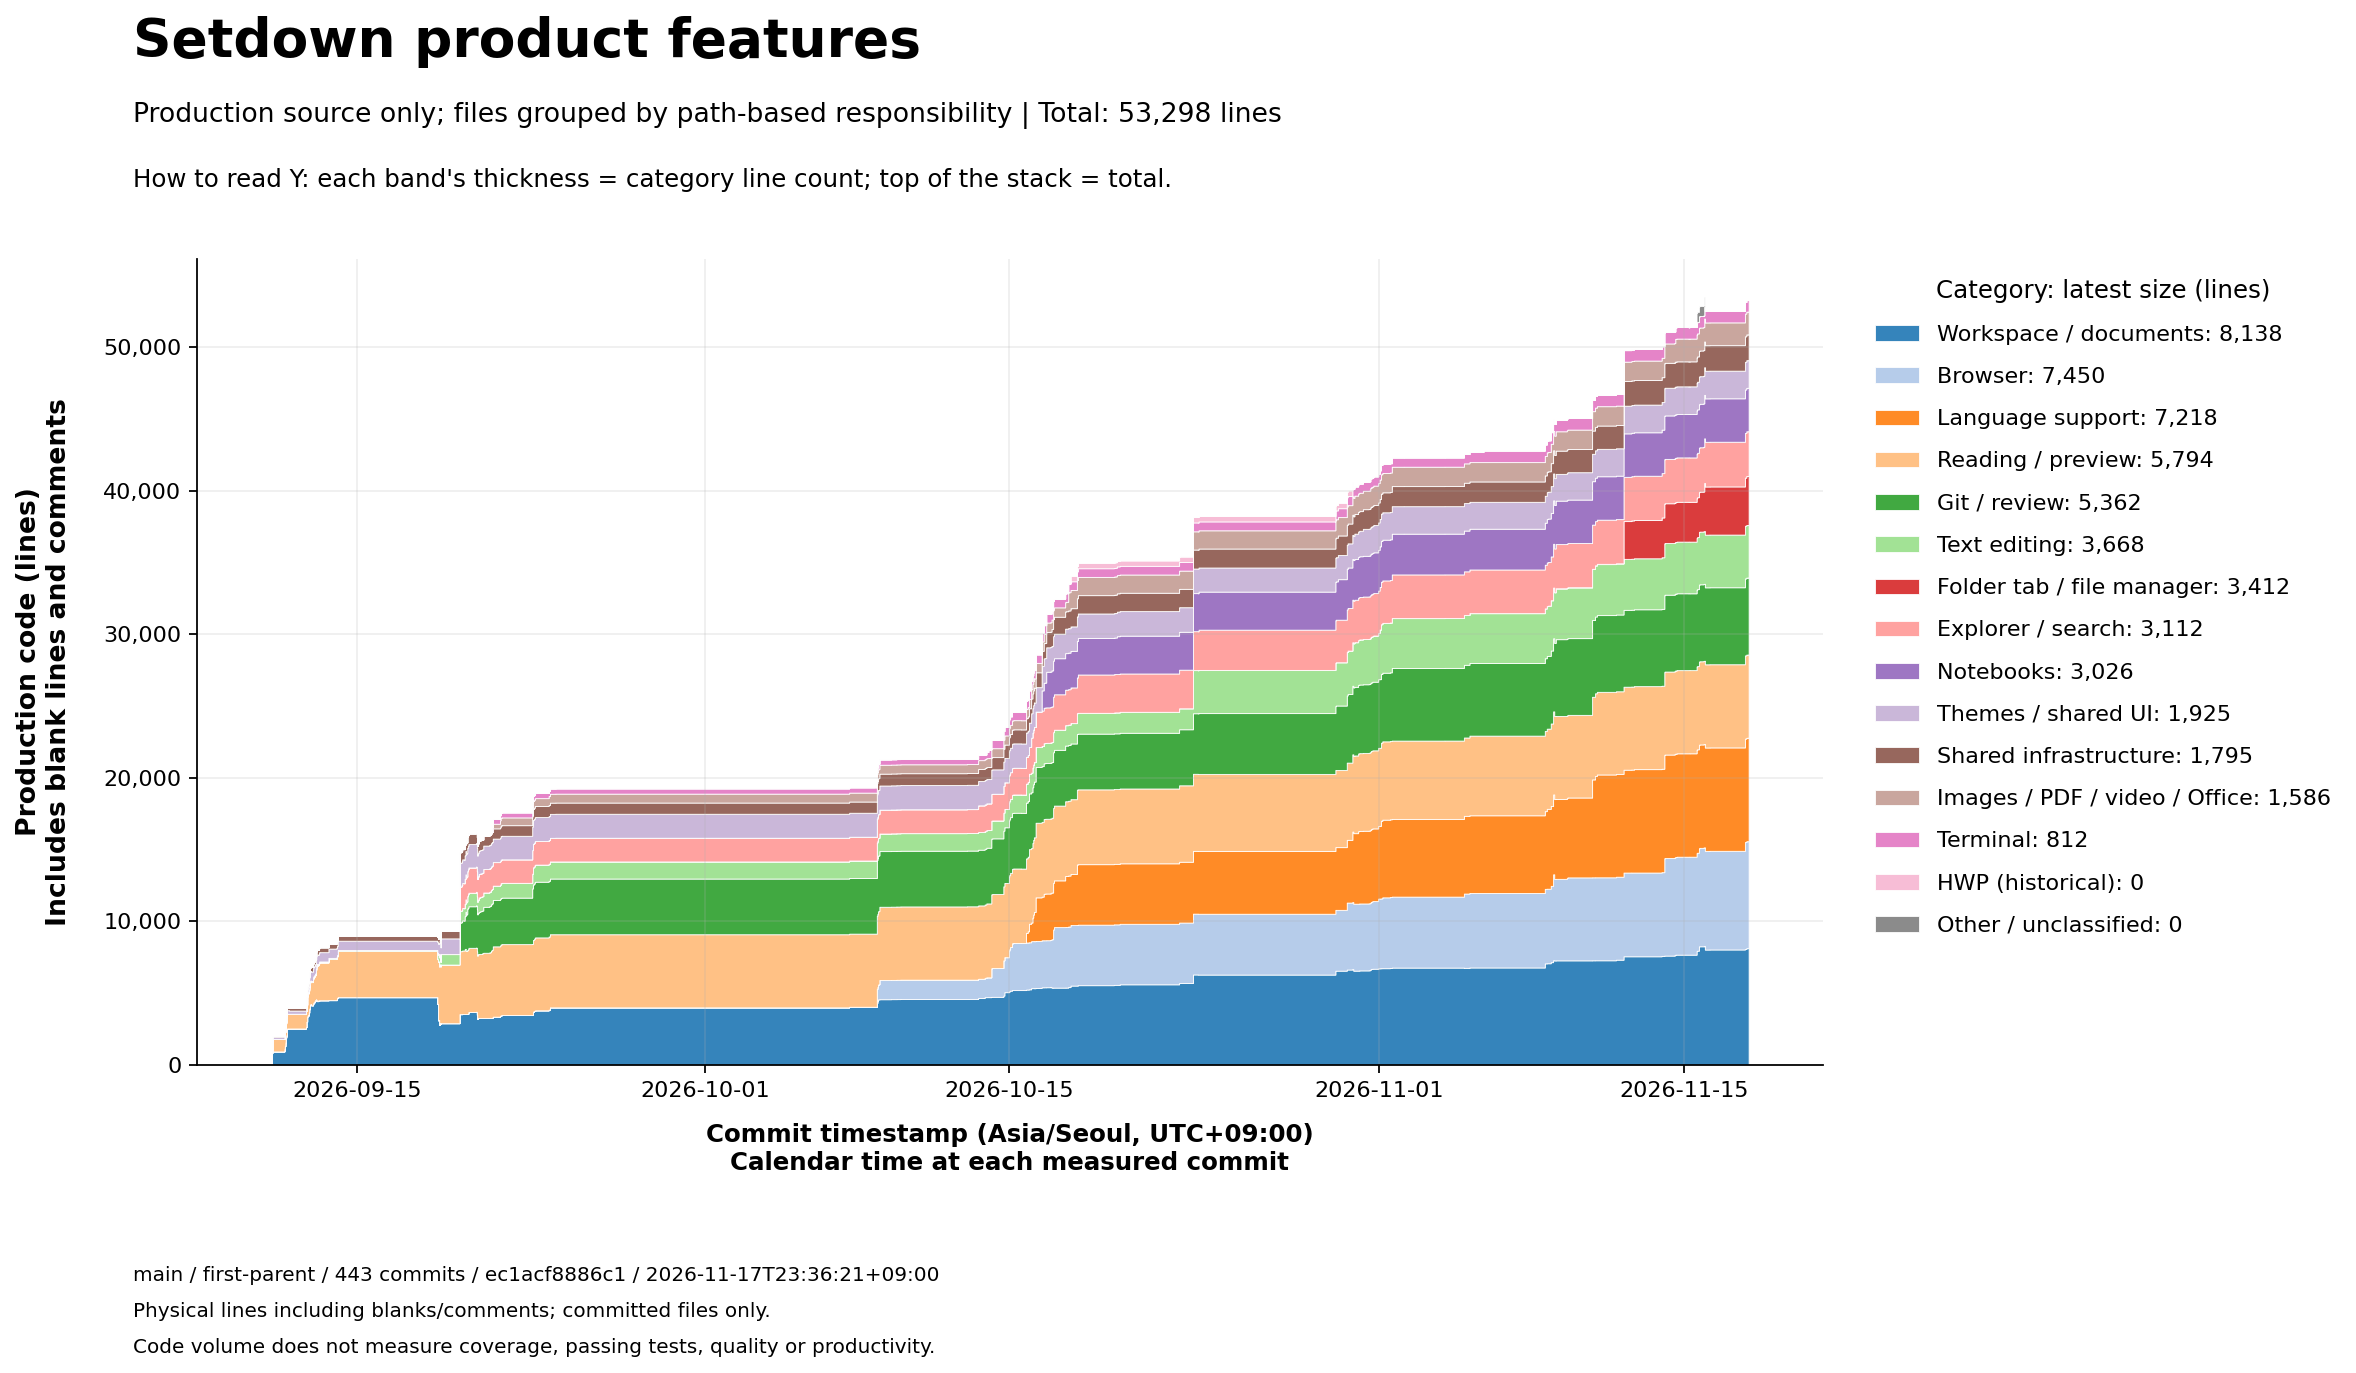 Setdown product features
Production source only; files grouped by path-based responsibility | Total: 53,298 lines
How to read Y: each band's thickness = category line count; top of the stack = total.
Production code (lines)
Includes blank lines and comments
50,000
40,000
30,000
20,000
10,000
0
2026-09-15
2026-10-01
2026-10-15
2026-11-01
2026-11-15
Commit timestamp (Asia/Seoul, UTC+09:00)
Calendar time at each measured commit
Category: latest size (lines)
Workspace / documents: 8,138
Browser: 7,450
Language support: 7,218
Reading / preview: 5,794
Git / review: 5,362
Text editing: 3,668
Folder tab / file manager: 3,412
Explorer / search: 3,112
Notebooks: 3,026
Themes / shared UI: 1,925
Shared infrastructure: 1,795
Images / PDF / video / Office: 1,586
Terminal: 812
HWP (historical): 0
Other / unclassified: 0
main / first-parent / 443 commits / ec1acf8886c1 / 2026-11-17T23:36:21+09:00
Physical lines including blanks/comments; committed files only.
Code volume does not measure coverage, passing tests, quality or productivity.